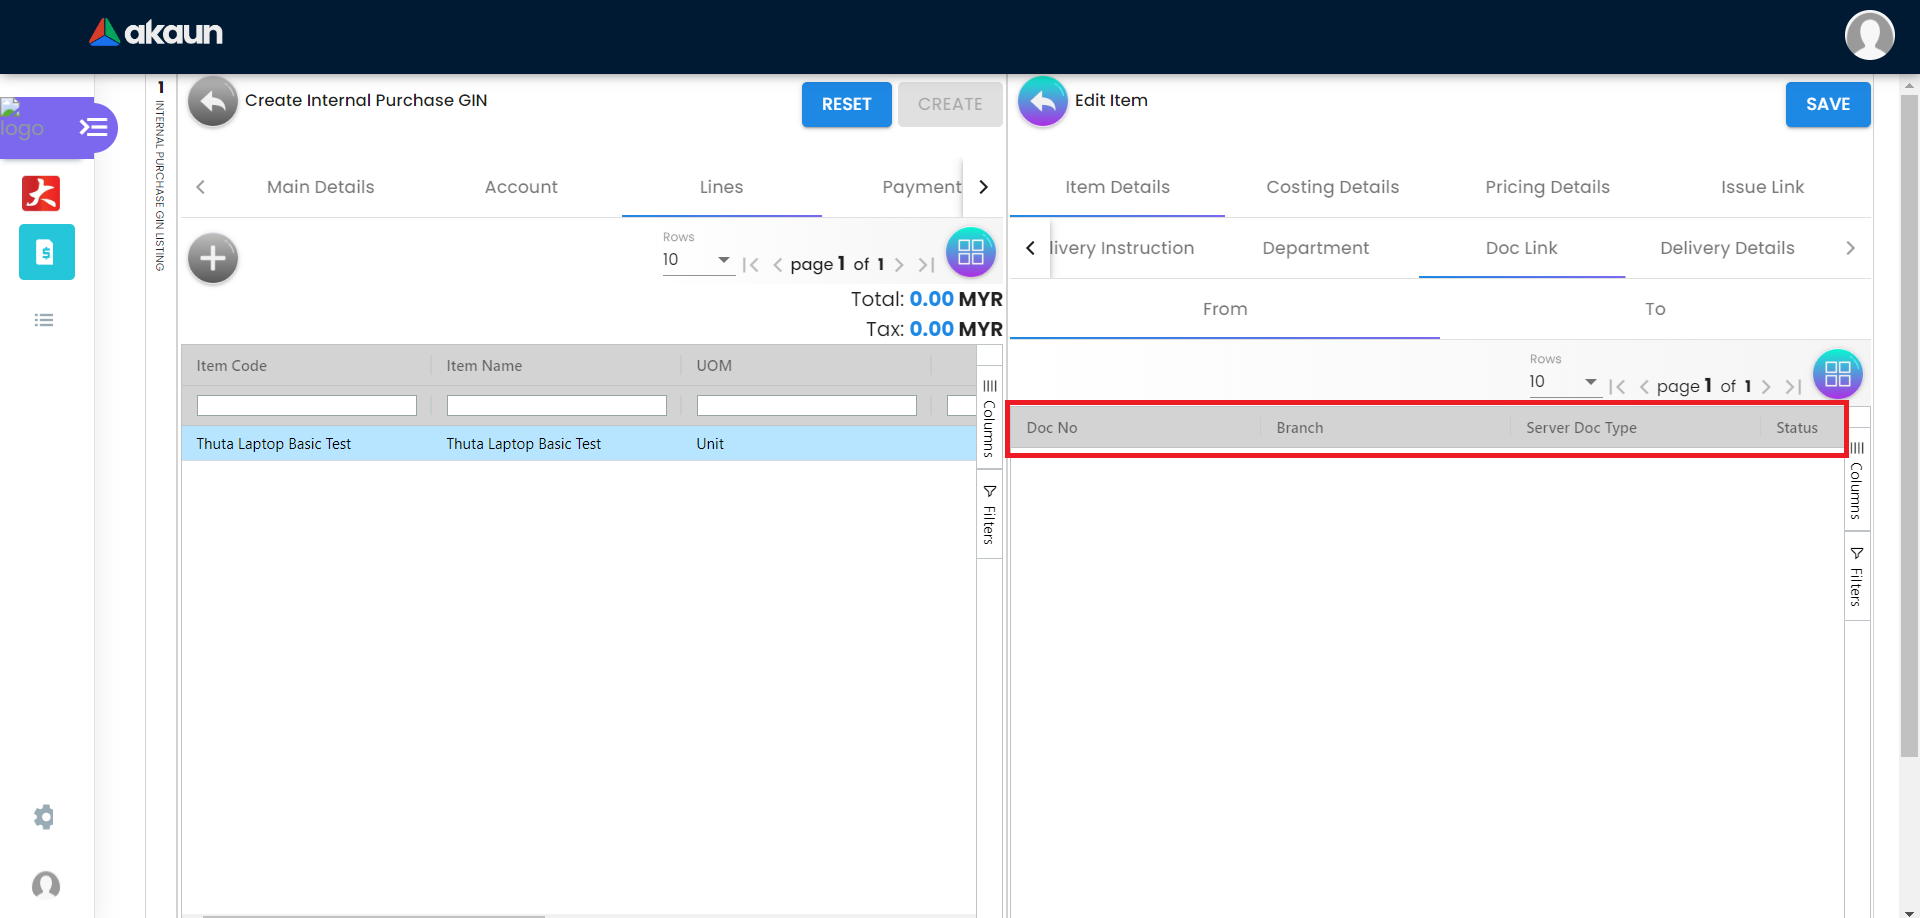 akaun
logo
1 INTERNAL PURCHASE GIN LISTING
Create Internal Purchase GIN
RESET
CREATE
Main Details
Account
Lines
Payment
Rows
10
page 1 of 1
Total: 0.00 MYR
Tax: 0.00 MYR
Item Code
Item Name
UOM
Thuta Laptop Basic Test
Thuta Laptop Basic Test
Unit
Columns
Filters
Edit Item
SAVE
Item Details
Costing Details
Pricing Details
Issue Link
livery Instruction
Department
Doc Link
Delivery Details
From
To
Rows
10
page 1 of 1
Doc No
Branch
Server Doc Type
Status
Columns
Filters